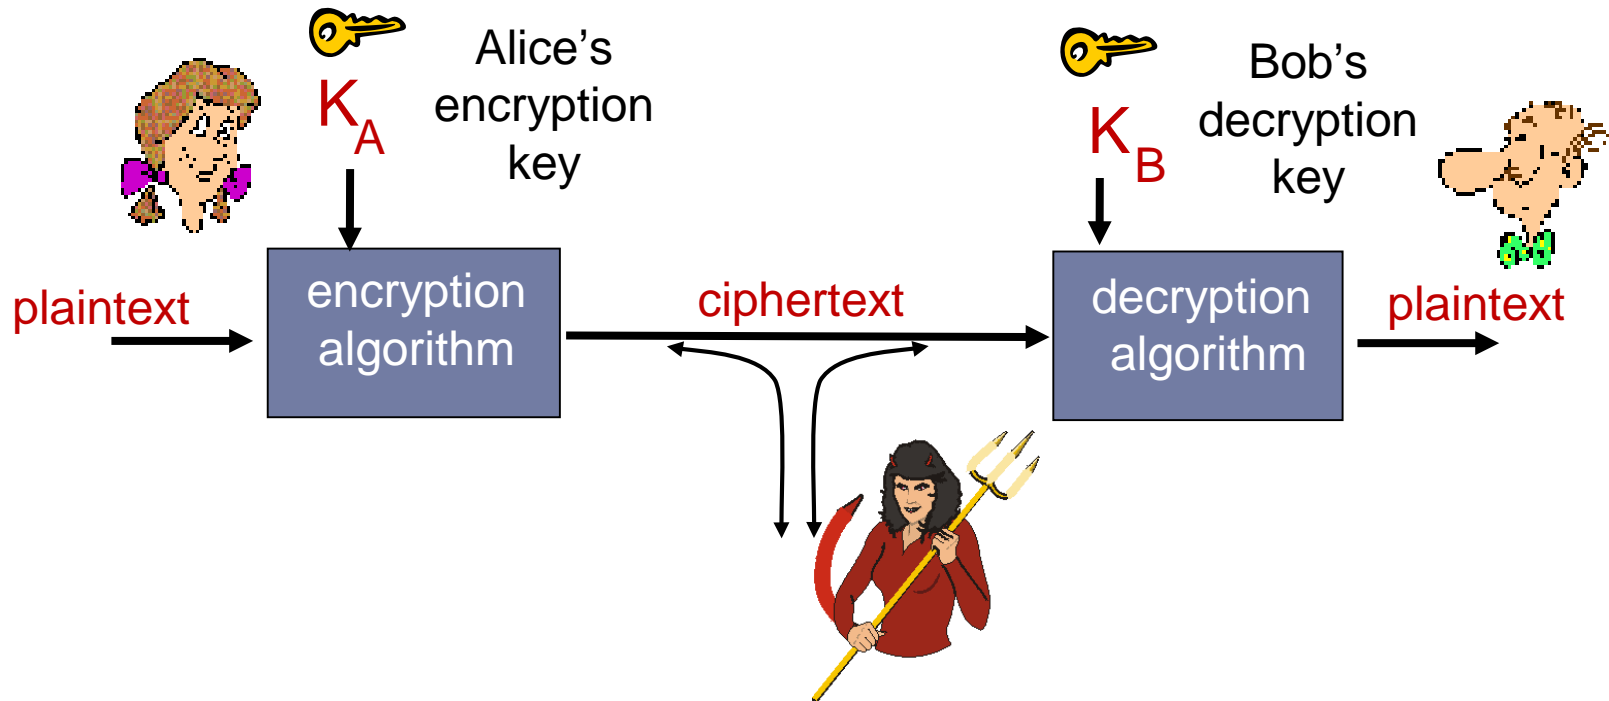 Alice’s
encryption
key
K
A
Bob’s
decryption
key
K
B
plaintext
encryption
algorithm
ciphertext
decryption
algorithm
plaintext